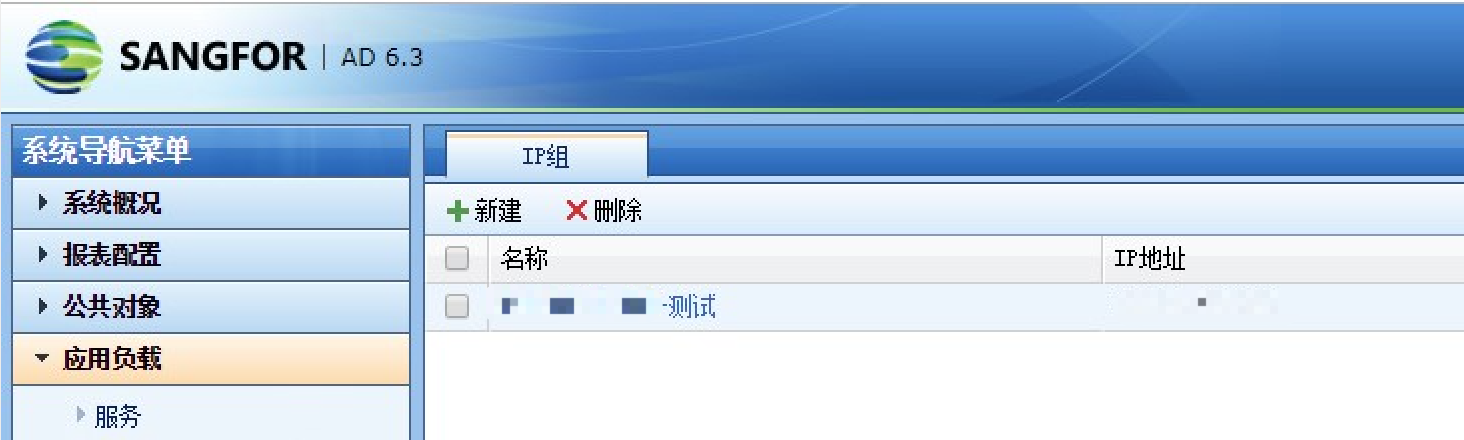 SANGFOR | AD 6.3
系统导航菜单
系统概况
报表配置
公共对象
应用负载
服务
IP组
新建 删除
名称 IP地址
-测试